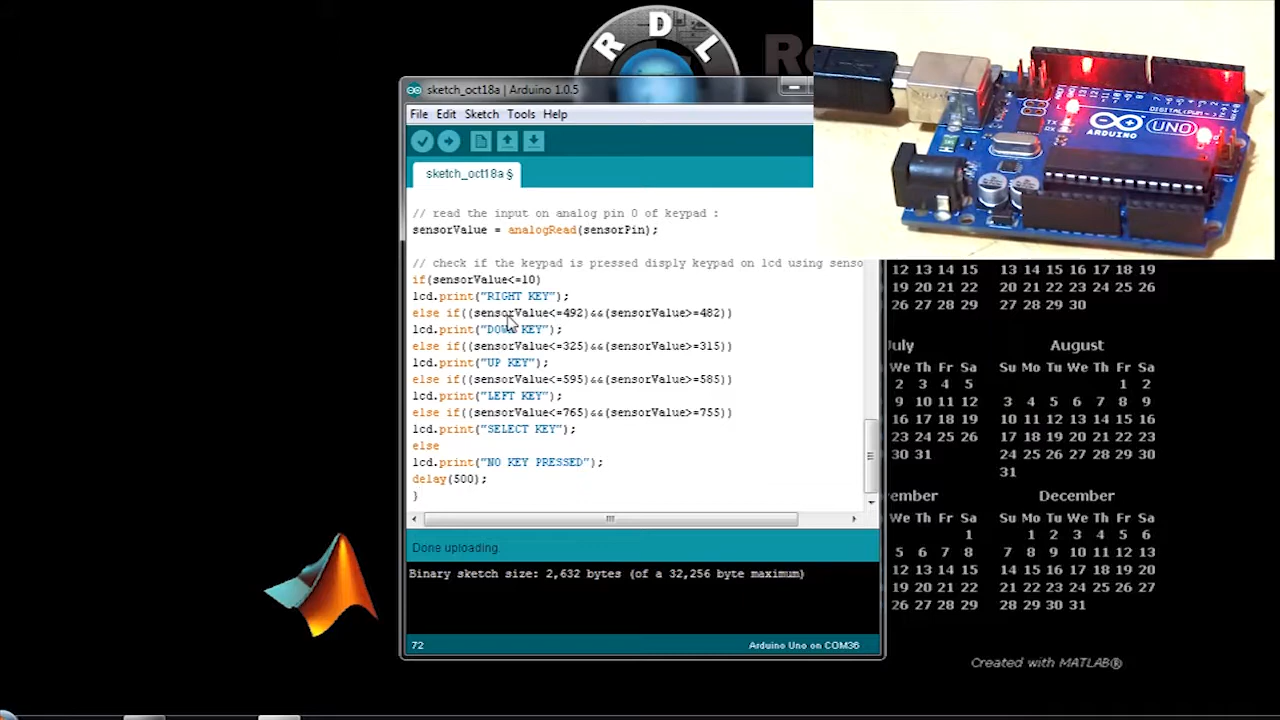 R D L
Ro
sketch_oct18a | Arduino 1.0.5
File Edit Sketch Tools Help
sketch_oct18a §
// read the input on analog pin 0 of keypad :
sensorValue = analogRead(sensorPin);
// check if the keypad is pressed disply keypad on lcd using senso
if(sensorValue<=10)
lcd.print("RIGHT KEY");
else if((sensorValue<=492)&&(sensorValue>=482))
lcd.print("DOWN KEY");
else if((sensorValue<=325)&&(sensorValue>=315))
lcd.print("UP KEY");
else if((sensorValue<=595)&&(sensorValue>=585))
lcd.print("LEFT KEY");
else if((sensorValue<=765)&&(sensorValue>=755))
lcd.print("SELECT KEY");
else
lcd.print("NO KEY PRESSED");
delay(500);
}
Done uploading.
Binary sketch size: 2,632 bytes (of a 32,256 byte maximum)
72
Arduino Uno on COM36
TX
RX
L
DIGITAL (PWM ~)
ARDUINO
UNO
12 13 14 15
19 20 21 22
26 27 28 29
13 14 15 16 17 18 19
20 21 22 23 24 25 26
27 28 29 30
July
We Th Fr Sa
2 3 4 5
9 10 11 12
16 17 18 19
23 24 25 26
30 31
August
Su Mo Tu We Th Fr Sa
1 2
3 4 5 6 7 8 9
10 11 12 13 14 15 16
17 18 19 20 21 22 23
24 25 26 27 28 29 30
31
ember
We Th Fr Sa
1
5 6 7 8
12 13 14 15
19 20 21 22
26 27 28 29
December
Su Mo Tu We Th Fr Sa
1 2 3 4 5 6
7 8 9 10 11 12 13
14 15 16 17 18 19 20
21 22 23 24 25 26 27
28 29 30 31
Created with MATLAB®